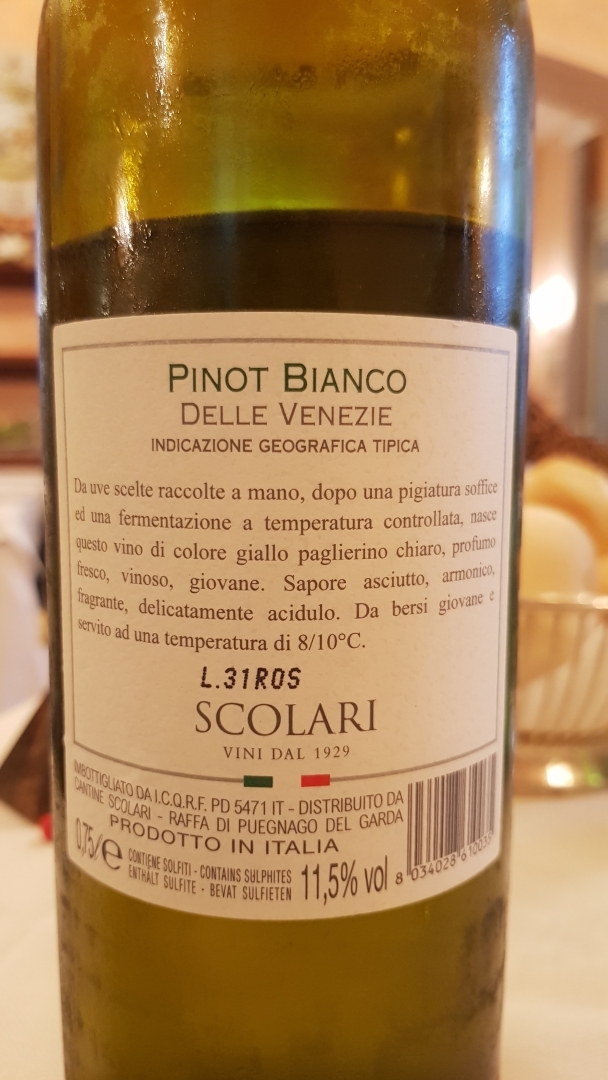 PINOT BIANCO
DELLE VENEZIE
INDICAZIONE GEOGRAFICA TIPICA
Da uve scelte raccolte a mano, dopo una pigiatura soffice
ed una fermentazione a temperatura controllata, nasce
questo vino di colore giallo paglierino chiaro, profumo
fresco, vinoso, giovane. Sapore asciutto, armonico,
fragrante, delicatamente acidulo. Da bersi giovane e
servito ad una temperatura di 8/10°C.
L.31ROS
SCOLARI
VINI DAL 1929
IMBOTTIGLIATO DA I.C.Q.R.F. PD 5471 IT - DISTRIBUITO DA
CANTINE SCOLARI - RAFFA DI PUEGNAGO DEL GARDA
PRODOTTO IN ITALIA
0,75l e
CONTIENE SOLFITI - CONTAINS SULPHITES
ENTHÄLT SULFITE - BEVAT SULFIETEN
11,5% vol